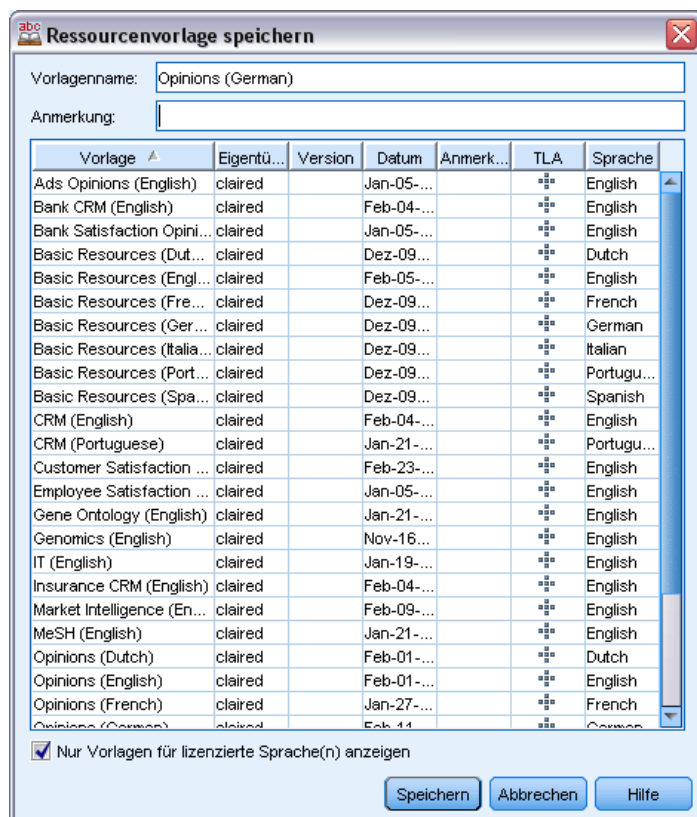 abc Ressourcenvorlage speichern
Vorlagenname: Opinions (German)
Anmerkung:
Vorlage Eigentü... Version Datum Anmerk... TLA Sprache
Ads Opinions (English) claired Jan-05-... English
Bank CRM (English) claired Feb-04-... English
Bank Satisfaction Opini... claired Jan-05-... English
Basic Resources (Dut... claired Dez-09... Dutch
Basic Resources (Engl... claired Feb-05-... English
Basic Resources (Fre... claired Dez-09... French
Basic Resources (Ger... claired Dez-09... German
Basic Resources (Italia... claired Dez-09... Italian
Basic Resources (Port... claired Dez-09... Portugu...
Basic Resources (Spa... claired Dez-09... Spanish
CRM (English) claired Feb-04-... English
CRM (Portuguese) claired Jan-21-... Portugu...
Customer Satisfaction ... claired Feb-23-... English
Employee Satisfaction ... claired Jan-05-... English
Gene Ontology (English) claired Jan-21-... English
Genomics (English) claired Nov-16... English
IT (English) claired Jan-19-... English
Insurance CRM (English) claired Feb-04-... English
Market Intelligence (En... claired Feb-09-... English
MeSH (English) claired Jan-21-... English
Opinions (Dutch) claired Feb-01-... Dutch
Opinions (English) claired Feb-01-... English
Opinions (French) claired Jan-27-... French
Opinions (German) claired Feb-11-... German
Nur Vorlagen für lizenzierte Sprache(n) anzeigen
Speichern Abbrechen Hilfe